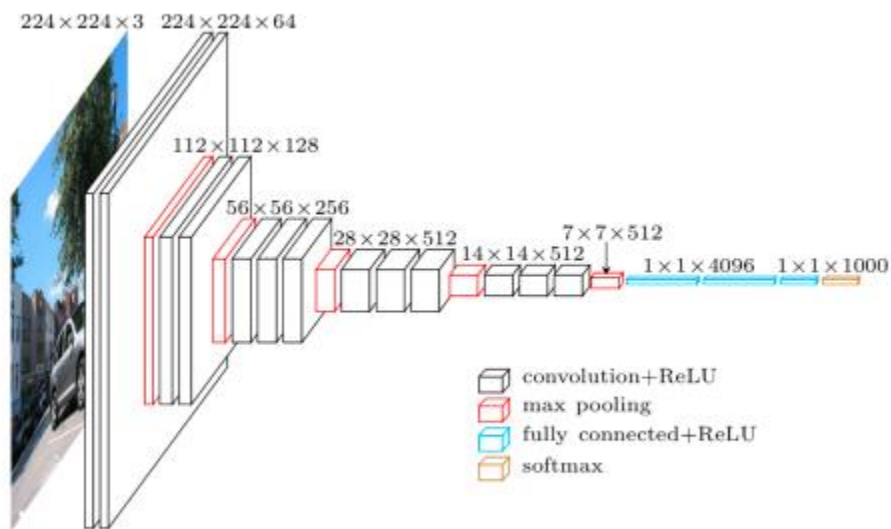 224×224×3
224×224×64
112×112×128
56×56×256
28×28×512
14×14×512
7×7×512
1×1×4096
1×1×1000
convolution+ReLU
max pooling
fully connected+ReLU
softmax